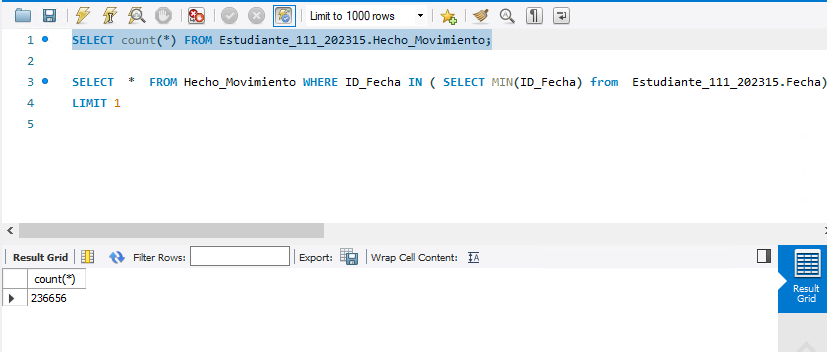 Limit to 1000 rows
1 SELECT count(*) FROM Estudiante_111_202315.Hecho_Movimiento;
2
3 SELECT * FROM Hecho_Movimiento WHERE ID_Fecha IN ( SELECT MIN(ID_Fecha) from Estudiante_111_202315.Fecha)
4 LIMIT 1
5
Result Grid Filter Rows: Export: Wrap Cell Content: IA
count(*)
236656
Result
Grid